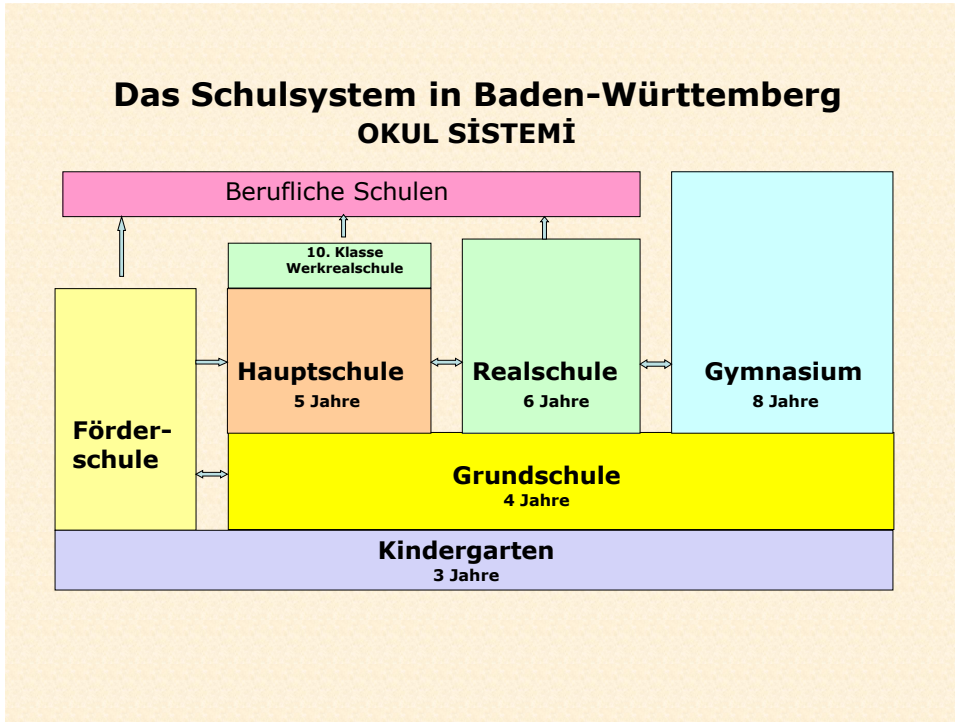 Das Schulsystem in Baden-Württemberg
OKUL SİSTEMİ
Berufliche Schulen
10. Klasse
Werkrealschule
Hauptschule
5 Jahre
Realschule
6 Jahre
Gymnasium
8 Jahre
Förder-
schule
Grundschule
4 Jahre
Kindergarten
3 Jahre